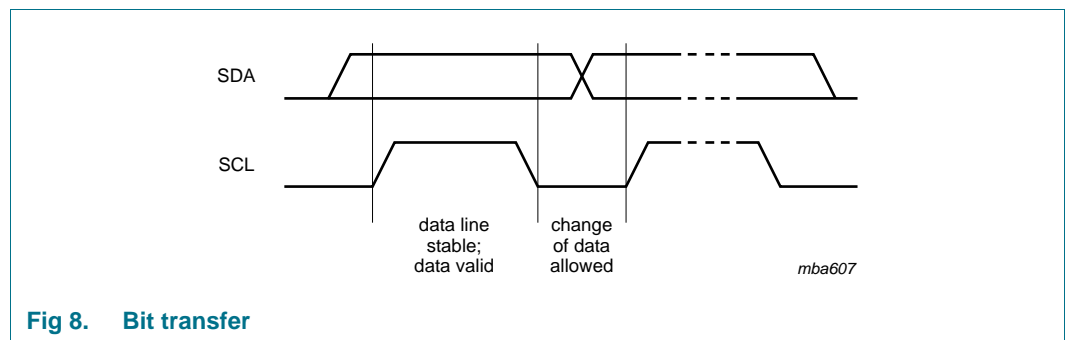 SDA
SCL
data line
stable;
data valid
change
of data
allowed
mba607
Fig 8. Bit transfer